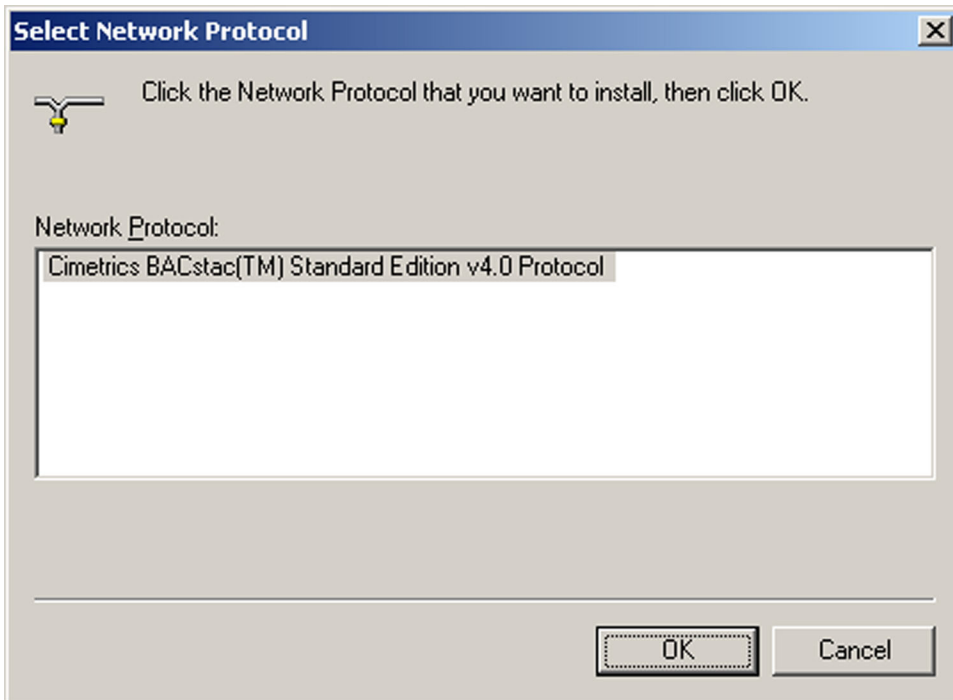 Select Network Protocol
Click the Network Protocol that you want to install, then click OK.
Network Protocol:
Cimetrics BACstac(TM) Standard Edition v4.0 Protocol
OK Cancel